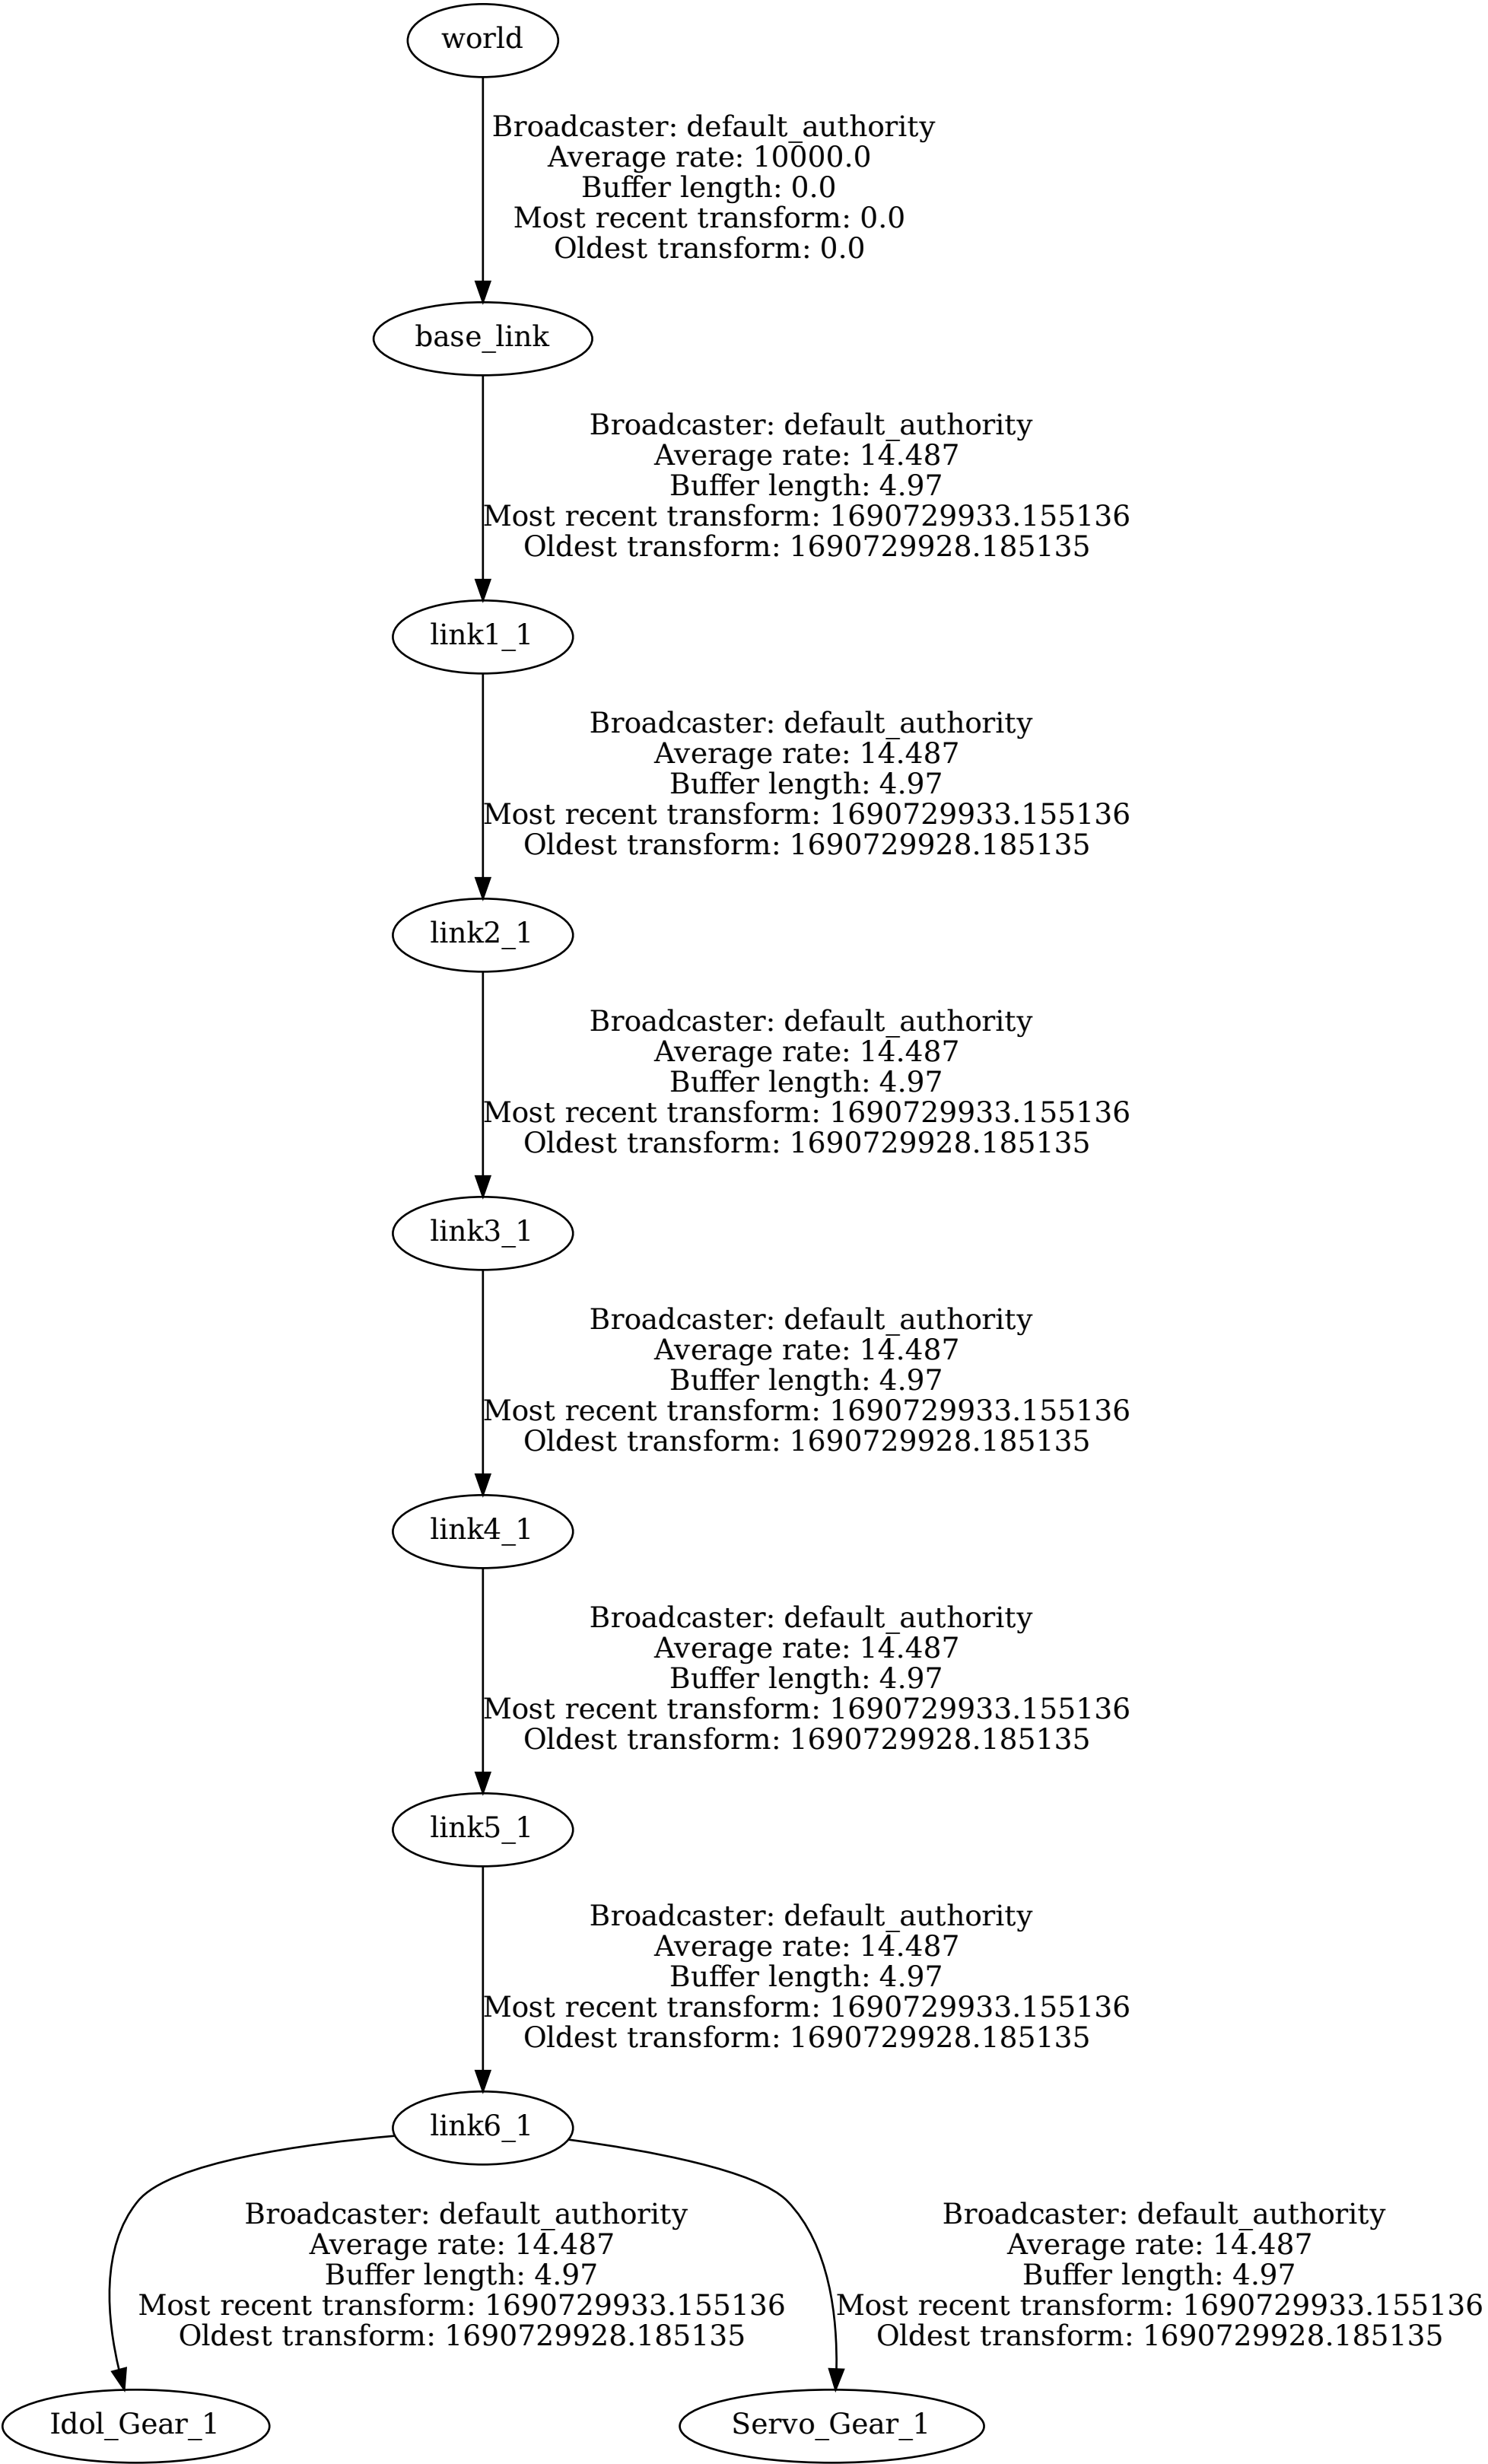 world
Broadcaster: default_authority
Average rate: 10000.0
Buffer length: 0.0
Most recent transform: 0.0
Oldest transform: 0.0
base_link
Broadcaster: default_authority
Average rate: 14.487
Buffer length: 4.97
Most recent transform: 1690729933.155136
Oldest transform: 1690729928.185135
link1_1
Broadcaster: default_authority
Average rate: 14.487
Buffer length: 4.97
Most recent transform: 1690729933.155136
Oldest transform: 1690729928.185135
link2_1
Broadcaster: default_authority
Average rate: 14.487
Buffer length: 4.97
Most recent transform: 1690729933.155136
Oldest transform: 1690729928.185135
link3_1
Broadcaster: default_authority
Average rate: 14.487
Buffer length: 4.97
Most recent transform: 1690729933.155136
Oldest transform: 1690729928.185135
link4_1
Broadcaster: default_authority
Average rate: 14.487
Buffer length: 4.97
Most recent transform: 1690729933.155136
Oldest transform: 1690729928.185135
link5_1
Broadcaster: default_authority
Average rate: 14.487
Buffer length: 4.97
Most recent transform: 1690729933.155136
Oldest transform: 1690729928.185135
link6_1
Broadcaster: default_authority
Average rate: 14.487
Buffer length: 4.97
Most recent transform: 1690729933.155136
Oldest transform: 1690729928.185135
Broadcaster: default_authority
Average rate: 14.487
Buffer length: 4.97
Most recent transform: 1690729933.155136
Oldest transform: 1690729928.185135
Idol_Gear_1
Servo_Gear_1